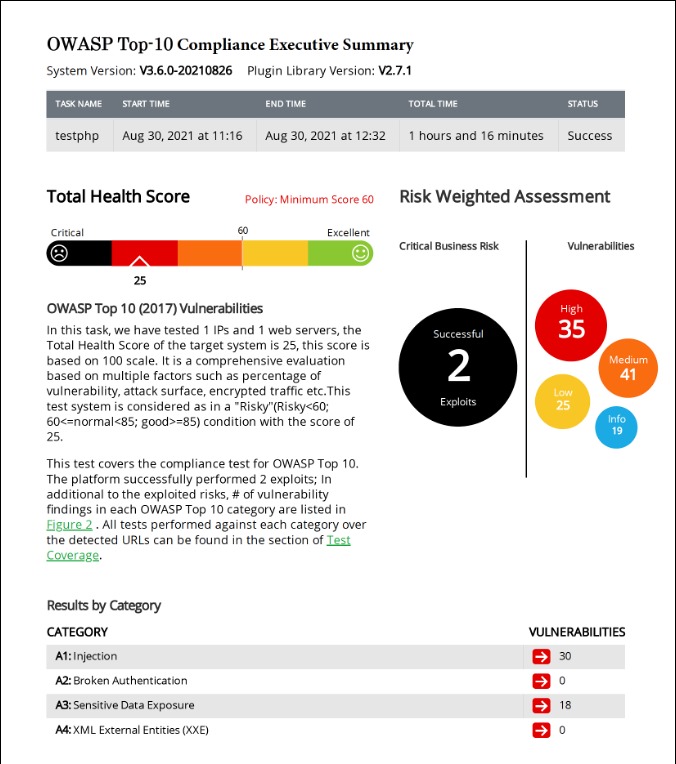 OWASP Top-10 Compliance Executive Summary
System Version: V3.6.0-20210826 Plugin Library Version: V2.7.1
TASK NAME START TIME END TIME TOTAL TIME STATUS
testphp Aug 30, 2021 at 11:16 Aug 30, 2021 at 12:32 1 hours and 16 minutes Success
Total Health Score
Policy: Minimum Score 60
Critical 60 Excellent
25
OWASP Top 10 (2017) Vulnerabilities
In this task, we have tested 1 IPs and 1 web servers, the
Total Health Score of the target system is 25, this score is
based on 100 scale. It is a comprehensive evaluation
based on multiple factors such as percentage of
vulnerability, attack surface, encrypted traffic etc.This
test system is considered as in a "Risky"(Risky<60;
60<=normal<85; good>=85) condition with the score of
25.
This test covers the compliance test for OWASP Top 10.
The platform successfully performed 2 exploits; In
additional to the exploited risks, # of vulnerability
findings in each OWASP Top 10 category are listed in
Figure 2 . All tests performed against each category over
the detected URLs can be found in the section of Test
Coverage.
Risk Weighted Assessment
Critical Business Risk
Successful
2
Exploits
Vulnerabilities
High
35
Medium
41
Low
25
Info
19
Results by Category
CATEGORY VULNERABILITIES
A1: Injection 30
A2: Broken Authentication 0
A3: Sensitive Data Exposure 18
A4: XML External Entities (XXE) 0